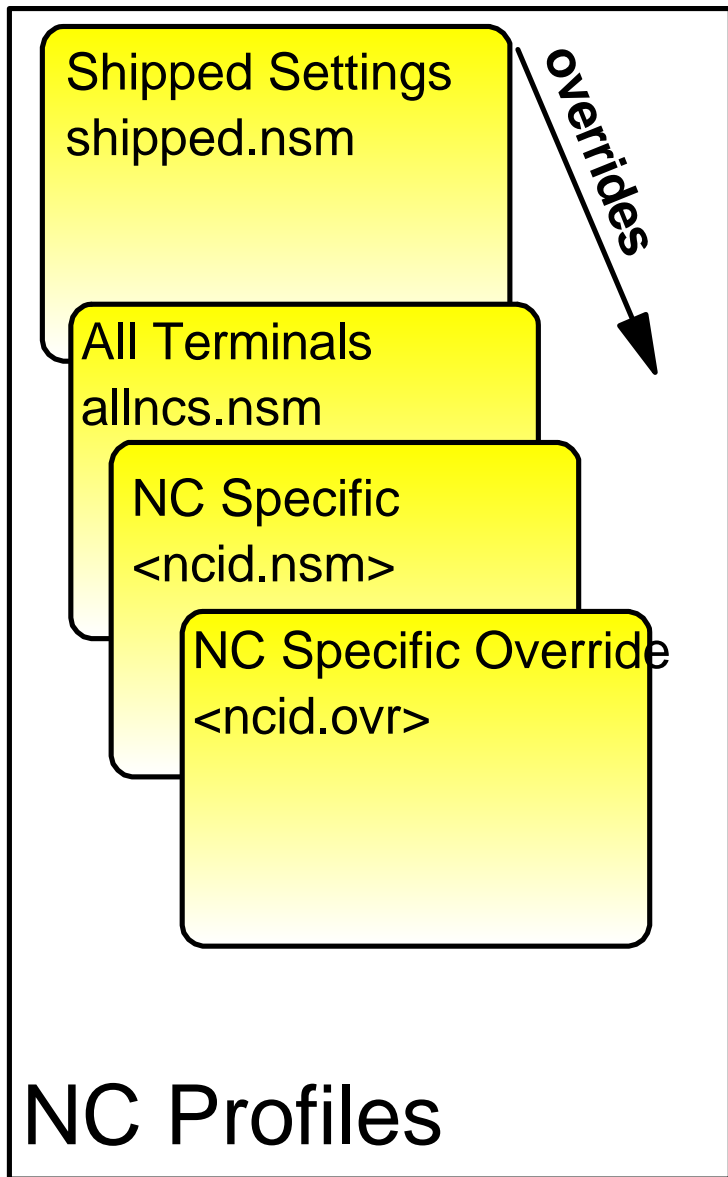 Shipped Settings
shipped.nsm
overrides
All Terminals
allncs.nsm
NC Specific
<ncid.nsm>
NC Specific Override
<ncid.ovr>
NC Profiles